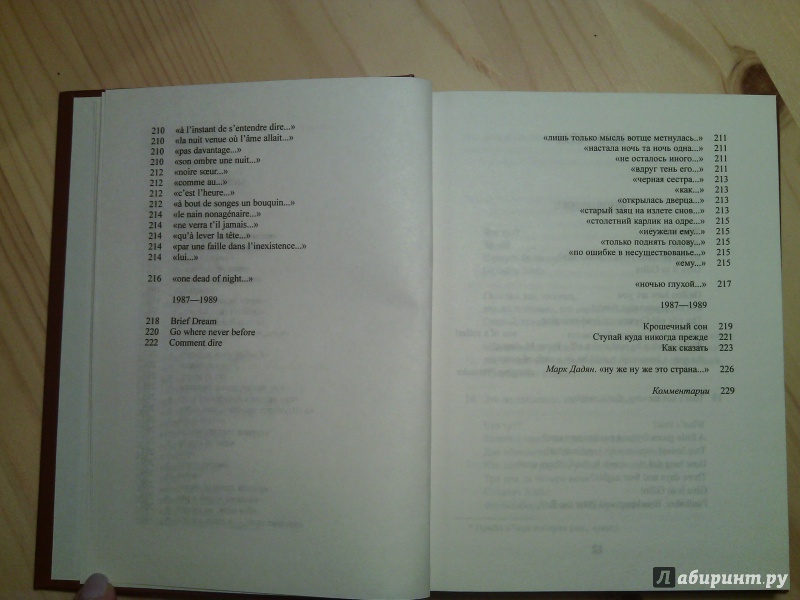 210 «à l'instant de s'entendre dire...»
210 «la nuit venue où l'âme allait...»
210 «pas davantage...»
210 «son ombre une nuit...»
212 «noire sœur...»
212 «comme au...»
212 «c'est l'heure...»
212 «à bout de songes un bouquin...»
214 «le nain nonagénaire...»
214 «ne verra t'il jamais...»
214 «qu'à lever la tête...»
214 «par une faille dans l'inexistence...»
214 «lui...»
216 «one dead of night...»
1987—1989
218 Brief Dream
220 Go where never before
222 Comment dire
«лишь только мысль вотще метнулась..» 211
«настала ночь та ночь одна...» 211
«не осталось иного...» 211
«вдруг тень его...» 211
«черная сестра...» 213
«как...» 213
«открылась дверца...» 213
«старый заяц на излете снов...» 213
«столетний карлик на одре...» 215
«неужели ему...» 215
«только поднять голову...» 215
«по ошибке в несуществованье...» 215
«ему...» 215
«ночью глухой...» 217
1987—1989
Крошечный сон 219
Ступай куда никогда прежде 221
Как сказать 223
Марк Дадян. «ну же ну же это страна...» 226
Комментарии 229
Лабиринт.ру